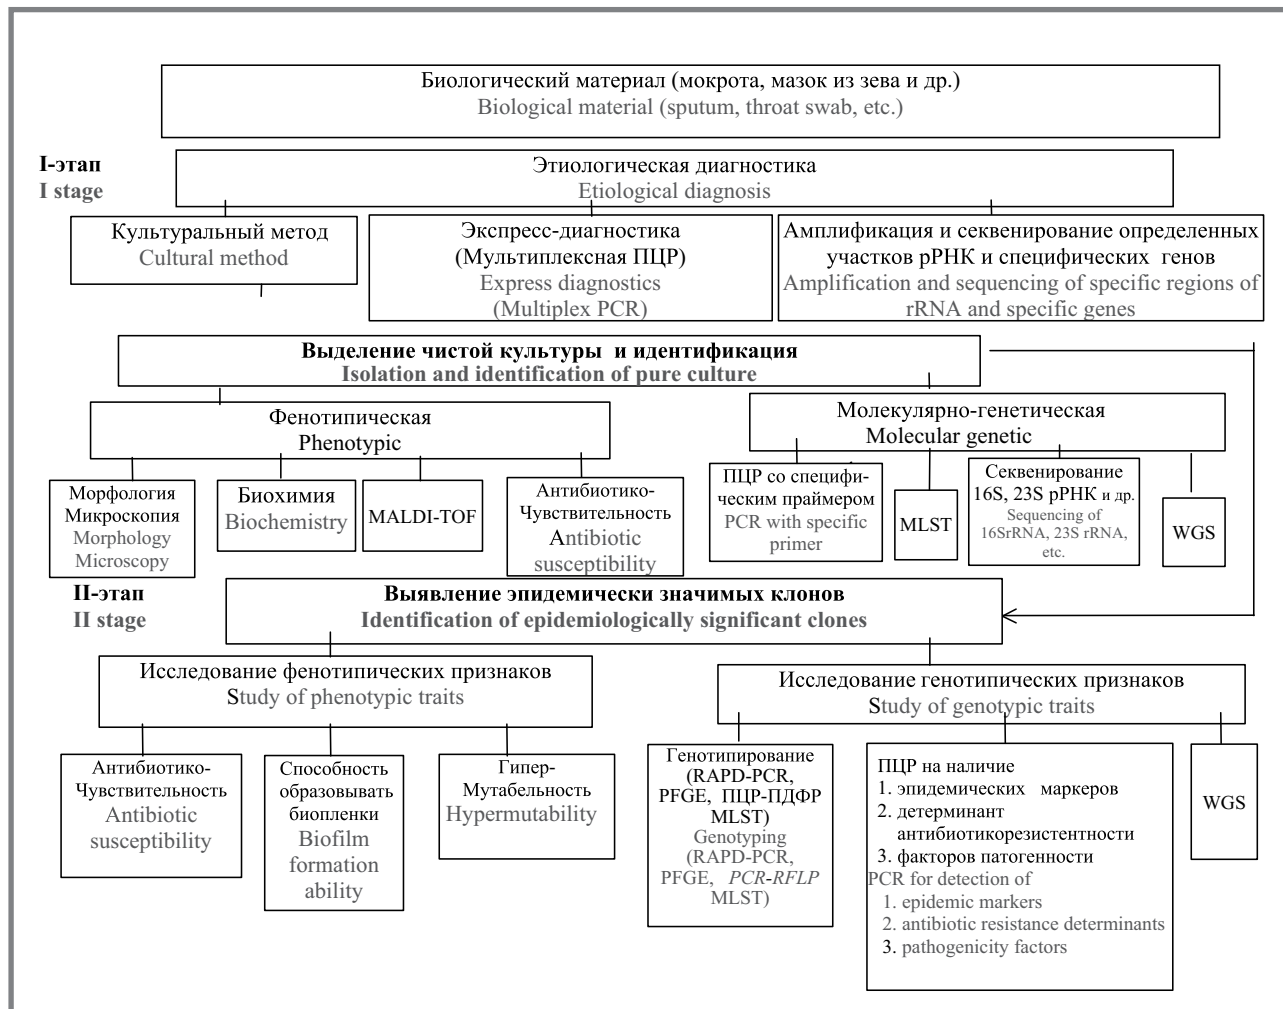 Биологический материал (мокрота, мазок из зева и др.)
Biological material (sputum, throat swab, etc.)
I-этап
I stage
Этиологическая диагностика
Etiological diagnosis
Культуральный метод
Cultural method
Экспресс-диагностика
(Мультиплексная ПЦР)
Express diagnostics
(Multiplex PCR)
Амплификация и секвенирование определенных
участков рРНК и специфических генов
Amplification and sequencing of specific regions of
rRNA and specific genes
Выделение чистой культуры и идентификация
Isolation and identification of pure culture
Фенотипическая
Phenotypic
Молекулярно-генетическая
Molecular genetic
Морфология
Микроскопия
Morphology
Microscopy
Биохимия
Biochemistry
MALDI-TOF
Антибиотико-
Чувствительность
Antibiotic
susceptibility
ПЦР со специфи-
ческим праймером
PCR with specific
primer
MLST
Секвенирование
16S, 23S рРНК и др.
Sequencing of
16SrRNA, 23S rRNA,
etc.
WGS
II-этап
II stage
Выявление эпидемически значимых клонов
Identification of epidemiologically significant clones
Исследование фенотипических признаков
Study of phenotypic traits
Исследование генотипических признаков
Study of genotypic traits
Антибиотико-
Чувствительность
Antibiotic
susceptibility
Способность
образовывать
биопленки
Biofilm
formation
ability
Гипер-
Мутабельность
Hypermutability
Генотипирование
(RAPD-PCR,
PFGE, ПЦР-ПДФР
MLST)
Genotyping
(RAPD-PCR,
PFGE, PCR-RFLP
MLST)
ПЦР на наличие
1. эпидемических маркеров
2. детерминант
антибиотикорезистентности
3. факторов патогенности
PCR for detection of
1. epidemic markers
2. antibiotic resistance determinants
3. pathogenicity factors
WGS